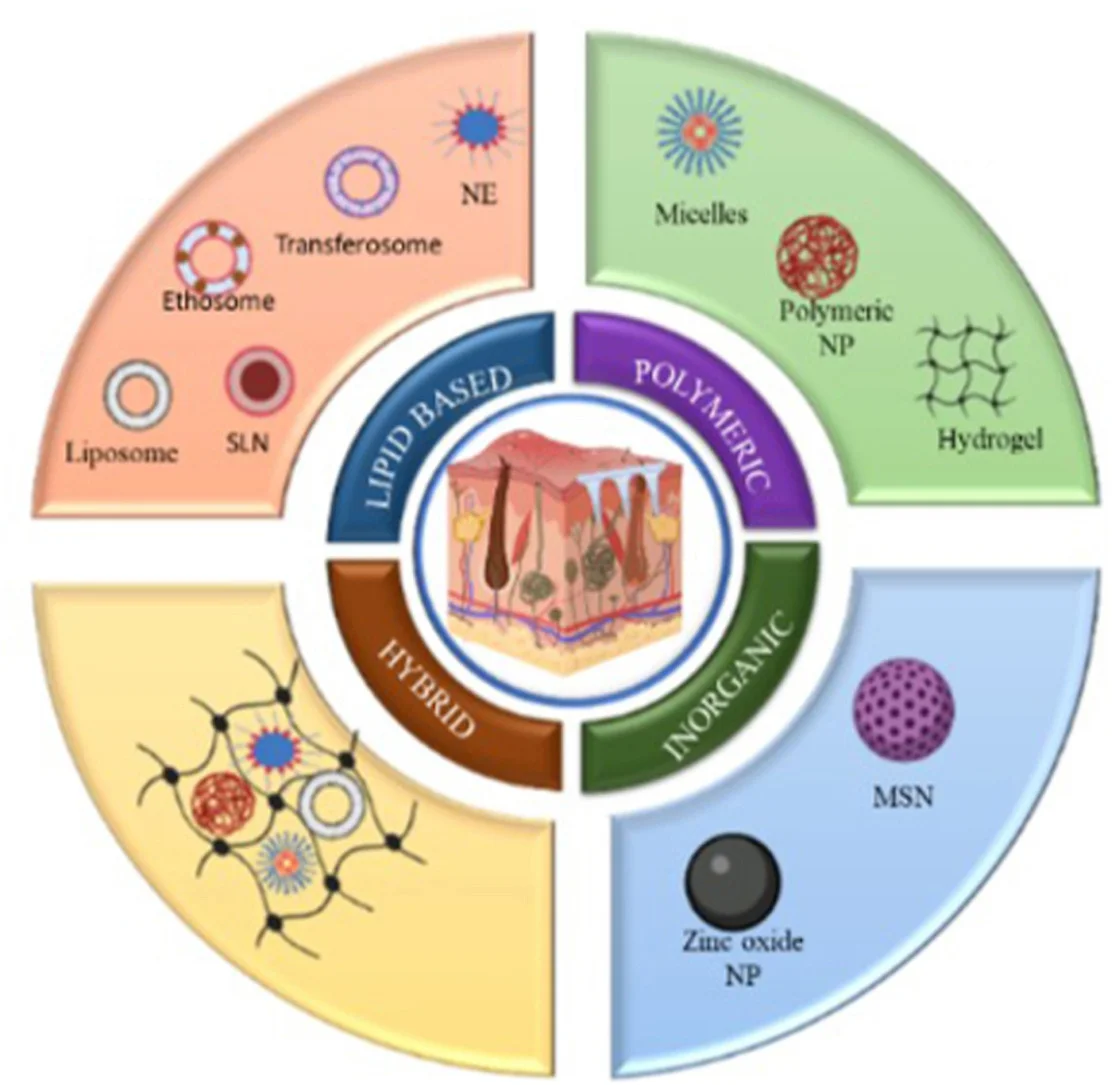 NE
Transferosome
Ethosome
Liposome
SLN
Micelles
Polymeric
NP
Hydrogel
LIPID BASED
POLYMERIC
HYBRID
INORGANIC
MSN
Zinc oxide
NP